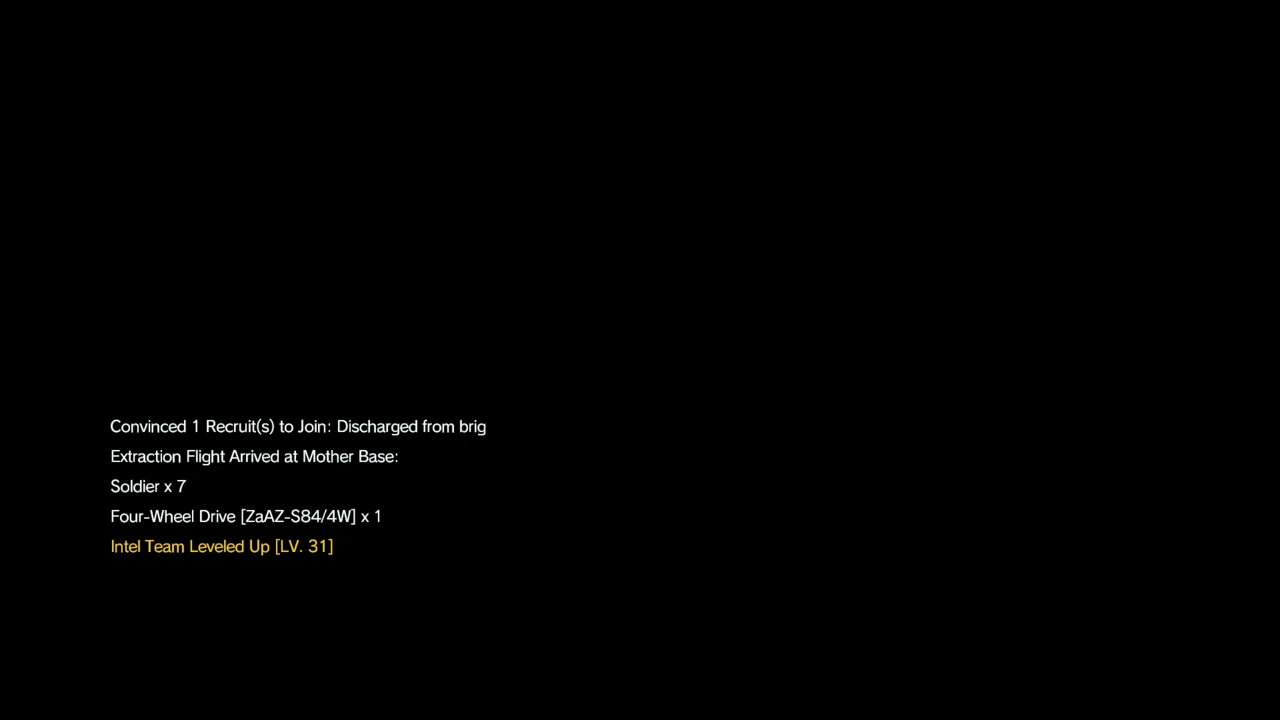 Convinced 1 Recruit(s) to Join: Discharged from brig
Extraction Flight Arrived at Mother Base:
Soldier x 7
Four-Wheel Drive [ZaAZ-S84/4W] x 1
Intel Team Leveled Up [LV. 31]